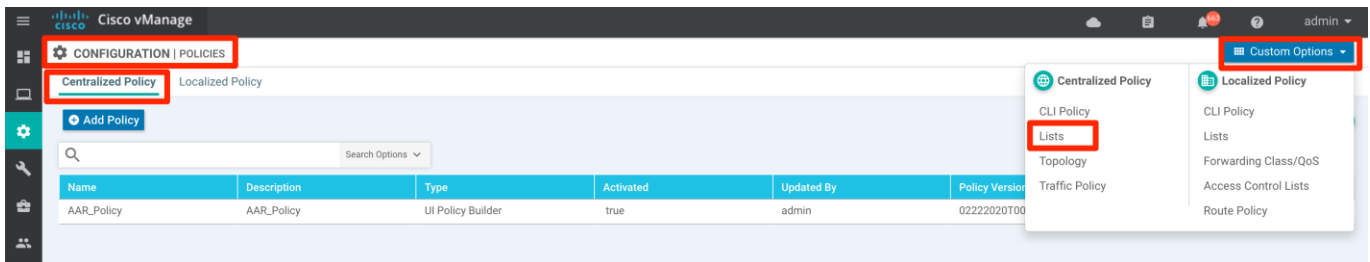 cisco Cisco vManage 663 admin
CONFIGURATION | POLICIES Custom Options
Centralized Policy Localized Policy
Centralized Policy Localized Policy
CLI Policy CLI Policy
Add Policy
Lists Lists
Search Options
Topology Forwarding Class/QoS
Name Description Type Activated Updated By Policy Version
Traffic Policy Access Control Lists
AAR_Policy AAR_Policy UI Policy Builder true admin 02222020T00
Route Policy